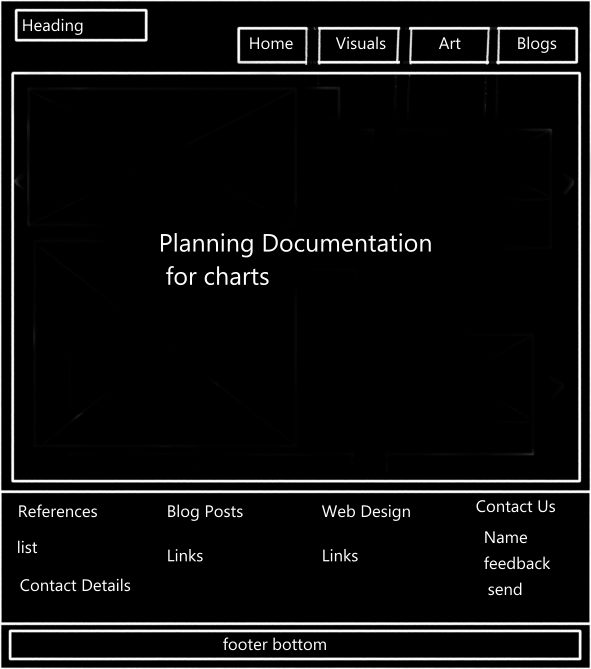 Heading
Home
Visuals
Art
Blogs
Planning Documentation
for charts
References
list
Contact Details
Blog Posts
Links
Web Design
Links
Contact Us
Name
feedback
send
footer bottom